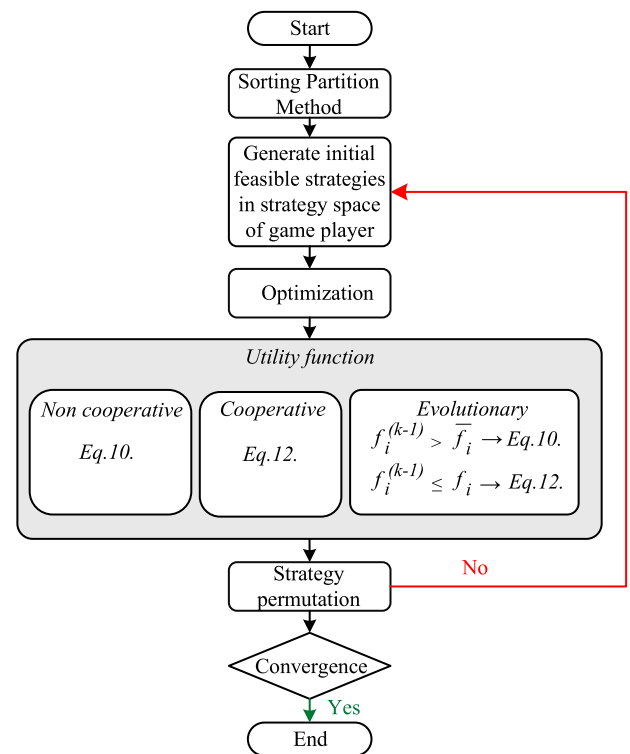 Start
Sorting Partition
Method
Generate initial
feasible strategies
in strategy space
of game player
Optimization
Utility function
Non cooperative
Eq.10.
Cooperative
Eq.12.
Evolutionary
f_i^(k-1) > f̅_i → Eq.10.
f_i^(k-1) ≤ f_i → Eq.12.
Strategy
permutation
No
Convergence
Yes
End